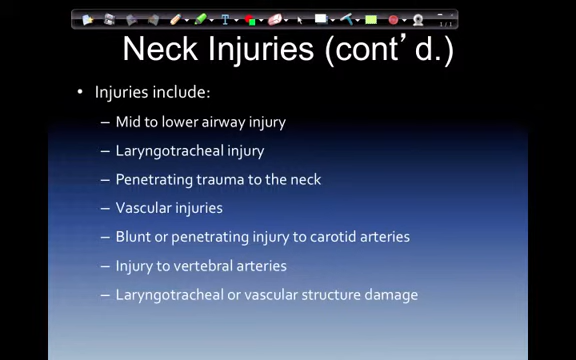 Neck Injuries (cont’ d.)
• Injuries include:
– Mid to lower airway injury
– Laryngotracheal injury
– Penetrating trauma to the neck
– Vascular injuries
– Blunt or penetrating injury to carotid arteries
– Injury to vertebral arteries
– Laryngotracheal or vascular structure damage